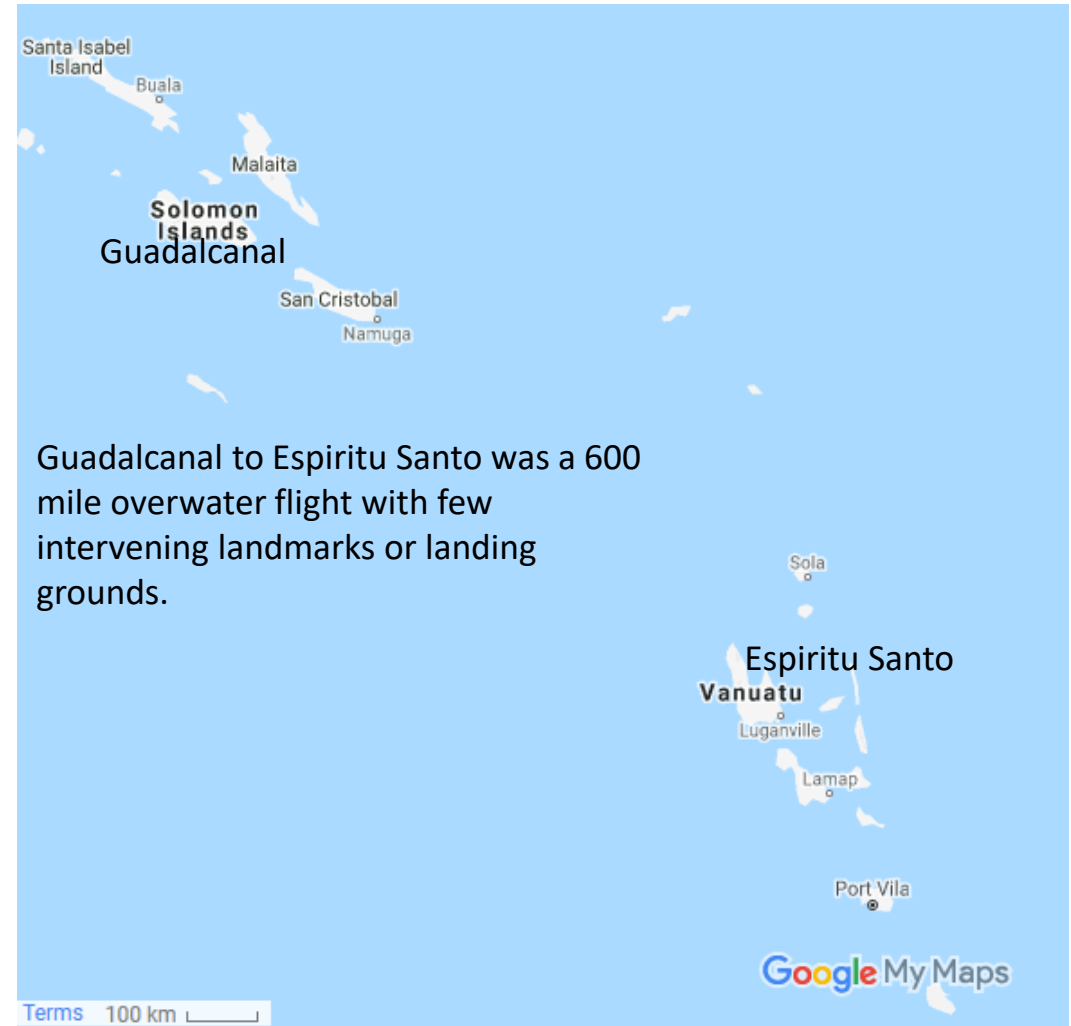 Santa Isabel
Island
Buala
Malaita
Solomon
Islands
Guadalcanal
San Cristobal
Namuga
Guadalcanal to Espiritu Santo was a 600
mile overwater flight with few
intervening landmarks or landing
grounds.
Sola
Espiritu Santo
Vanuatu
Luganville
Lamap
Port Vila
Google My Maps
Terms 100 km